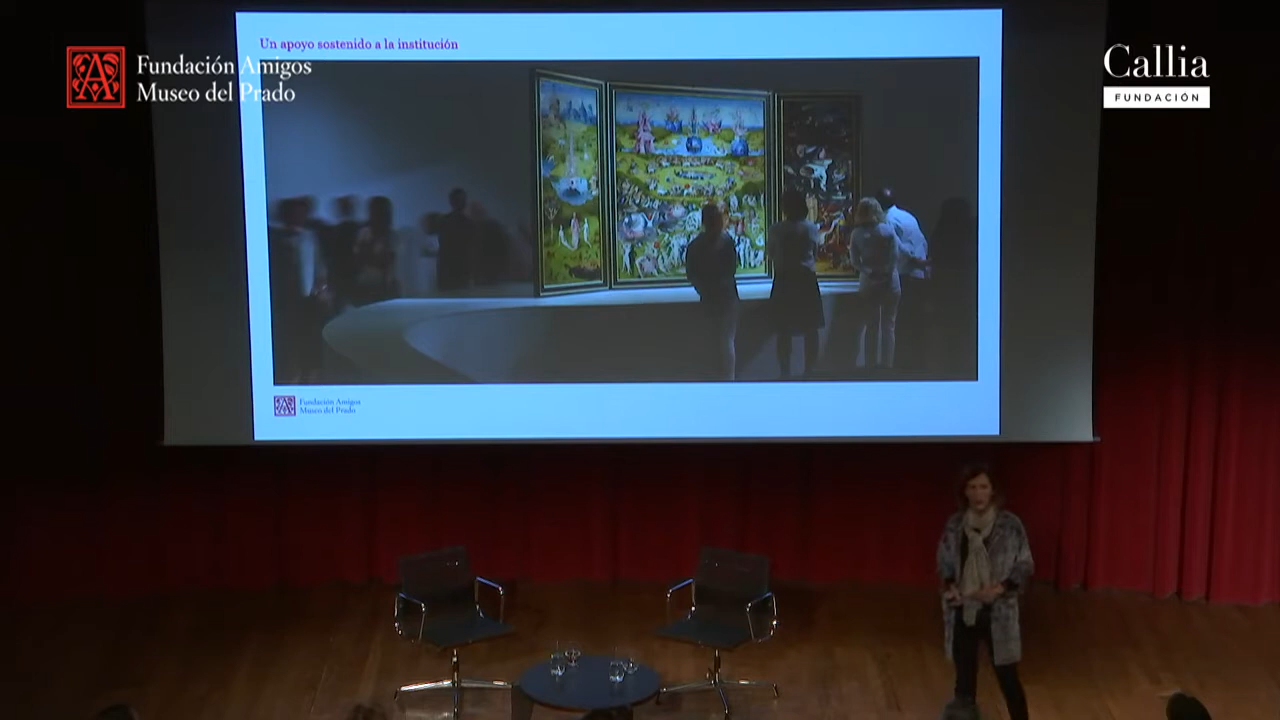 Un apoyo sostenido a la institución
Fundación Amigos
Museo del Prado
Callia
FUNDACIÓN
Fundación Amigos
Museo del Prado